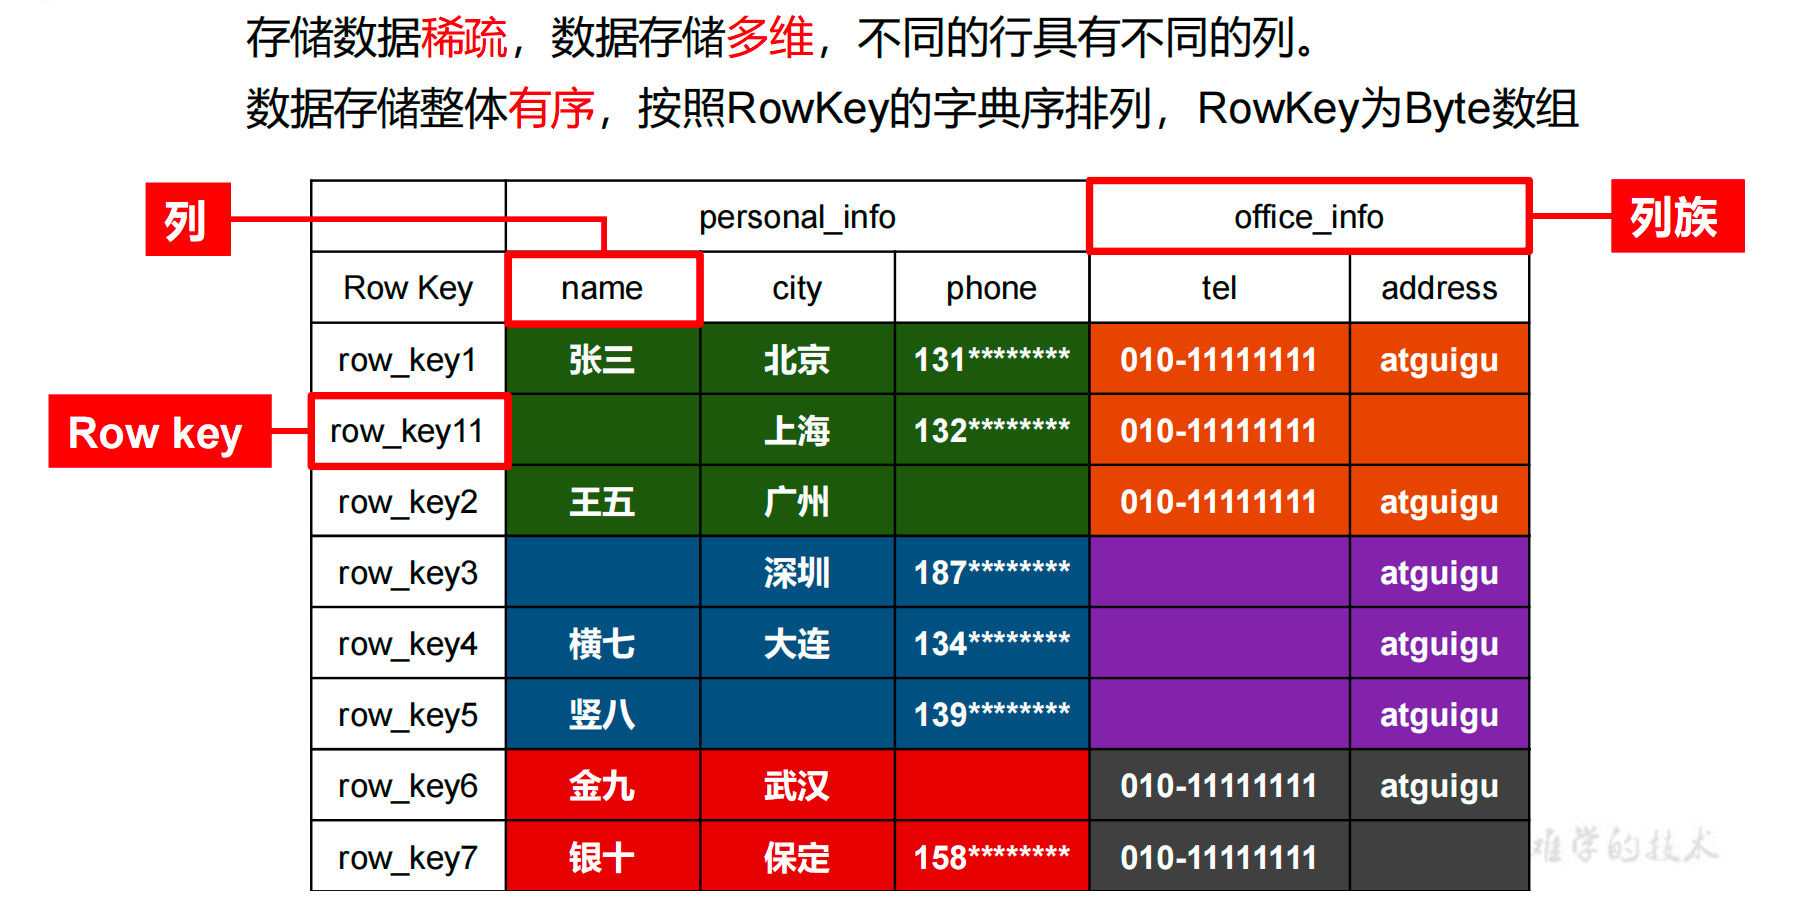 存储数据稀疏，数据存储多维，不同的行具有不同的列。
数据存储整体有序，按照RowKey的字典序排列，RowKey为Byte数组
列 personal_info office_info 列族
Row Key name city phone tel address
row_key1 张三 北京 131******** 010-11111111 atguigu
Row key row_key11 上海 132******** 010-11111111
row_key2 王五 广州 010-11111111 atguigu
row_key3 深圳 187******** atguigu
row_key4 横七 大连 134******** atguigu
row_key5 竖八 139******** atguigu
row_key6 金九 武汉 010-11111111 atguigu
row_key7 银十 保定 158******** 010-11111111
难学的技术